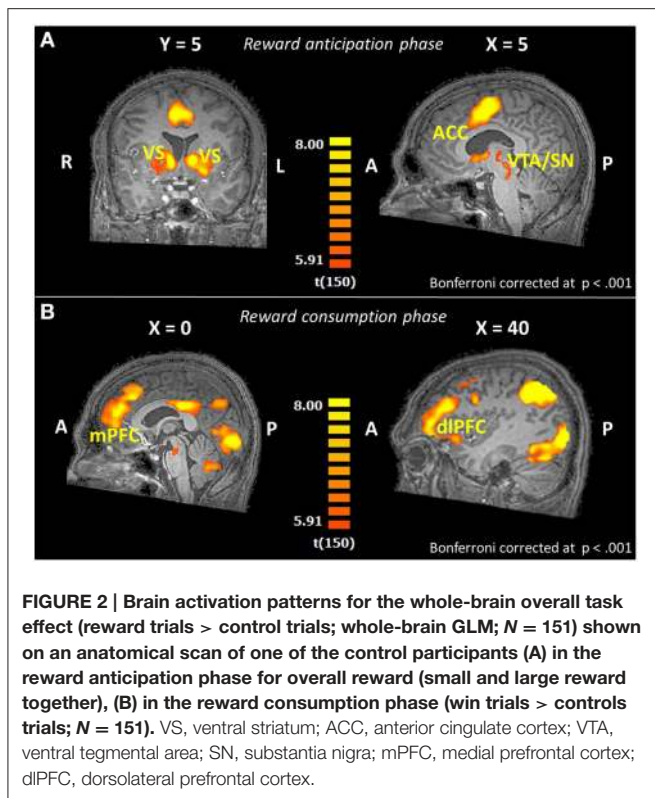 A
Y = 5
Reward anticipation phase
X = 5
R
VS
VS
L
8.00
5.91
t(150)
A
ACC
VTA/SN
P
Bonferroni corrected at p < .001
B
Reward consumption phase
X = 0
X = 40
A
mPFC
P
8.00
5.91
t(150)
A
dlPFC
P
Bonferroni corrected at p < .001
FIGURE 2 | Brain activation patterns for the whole-brain overall task
effect (reward trials > control trials; whole-brain GLM; N = 151) shown
on an anatomical scan of one of the control participants (A) in the
reward anticipation phase for overall reward (small and large reward
together), (B) in the reward consumption phase (win trials > controls
trials; N = 151). VS, ventral striatum; ACC, anterior cingulate cortex; VTA,
ventral tegmental area; SN, substantia nigra; mPFC, medial prefrontal cortex;
dlPFC, dorsolateral prefrontal cortex.